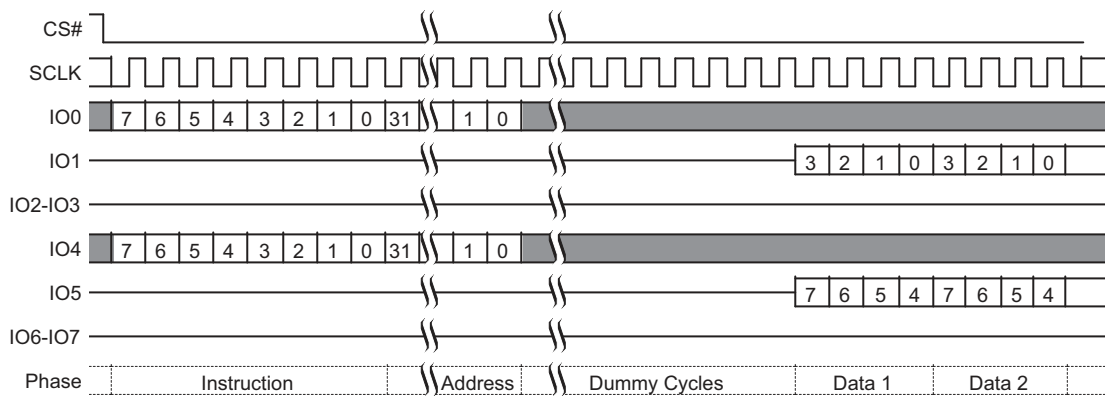 CS#
SCLK
IO0 7 6 5 4 3 2 1 0 31 1 0
IO1 3 2 1 0 3 2 1 0
IO2-IO3
IO4 7 6 5 4 3 2 1 0 31 1 0
IO5 7 6 5 4 7 6 5 4
IO6-IO7
Phase Instruction Address Dummy Cycles Data 1 Data 2